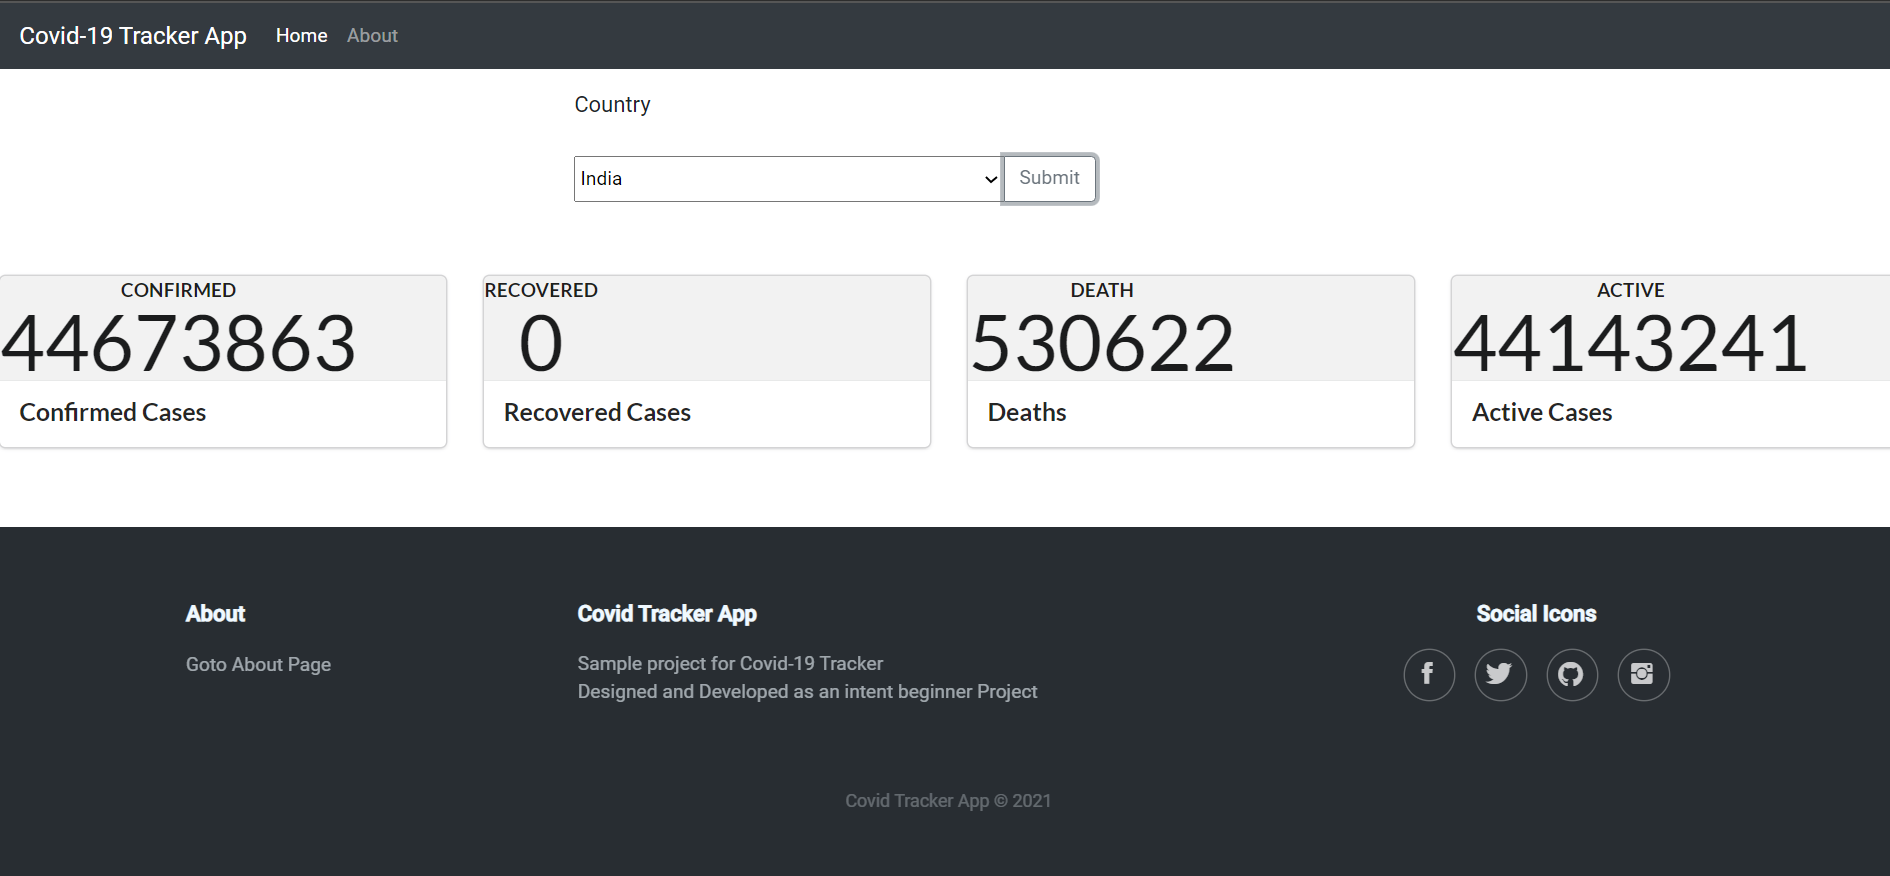 Covid-19 Tracker App Home About
Country
India Submit
CONFIRMED
44673863
Confirmed Cases
RECOVERED
0
Recovered Cases
DEATH
530622
Deaths
ACTIVE
44143241
Active Cases
About
Goto About Page
Covid Tracker App
Sample project for Covid-19 Tracker
Designed and Developed as an intent beginner Project
Social Icons
Covid Tracker App © 2021